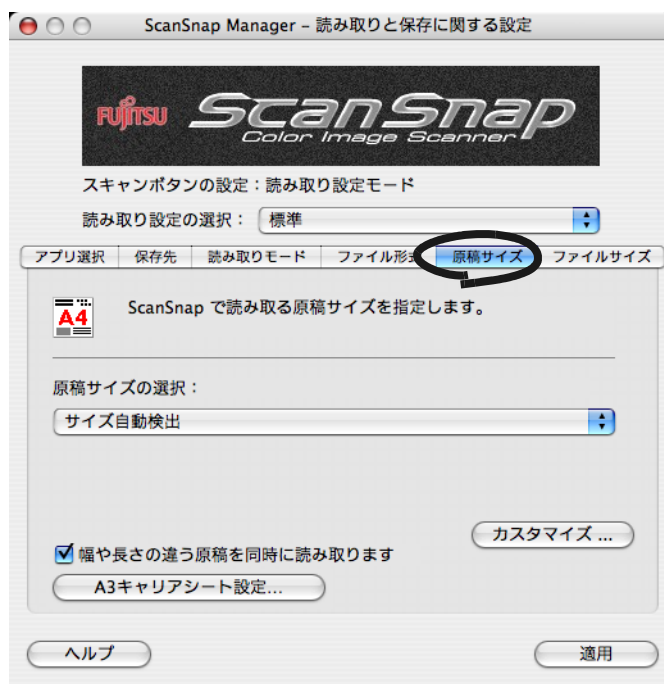 ScanSnap Manager – 読み取りと保存に関する設定
FUJITSU ScanSnap
Color Image Scanner
スキャンボタンの設定：読み取り設定モード
読み取り設定の選択： 標準
アプリ選択 保存先 読み取りモード ファイル形式 原稿サイズ ファイルサイズ
A4 ScanSnap で読み取る原稿サイズを指定します。
原稿サイズの選択：
サイズ自動検出
カスタマイズ ...
幅や長さの違う原稿を同時に読み取ります
A3キャリアシート設定...
ヘルプ 適用